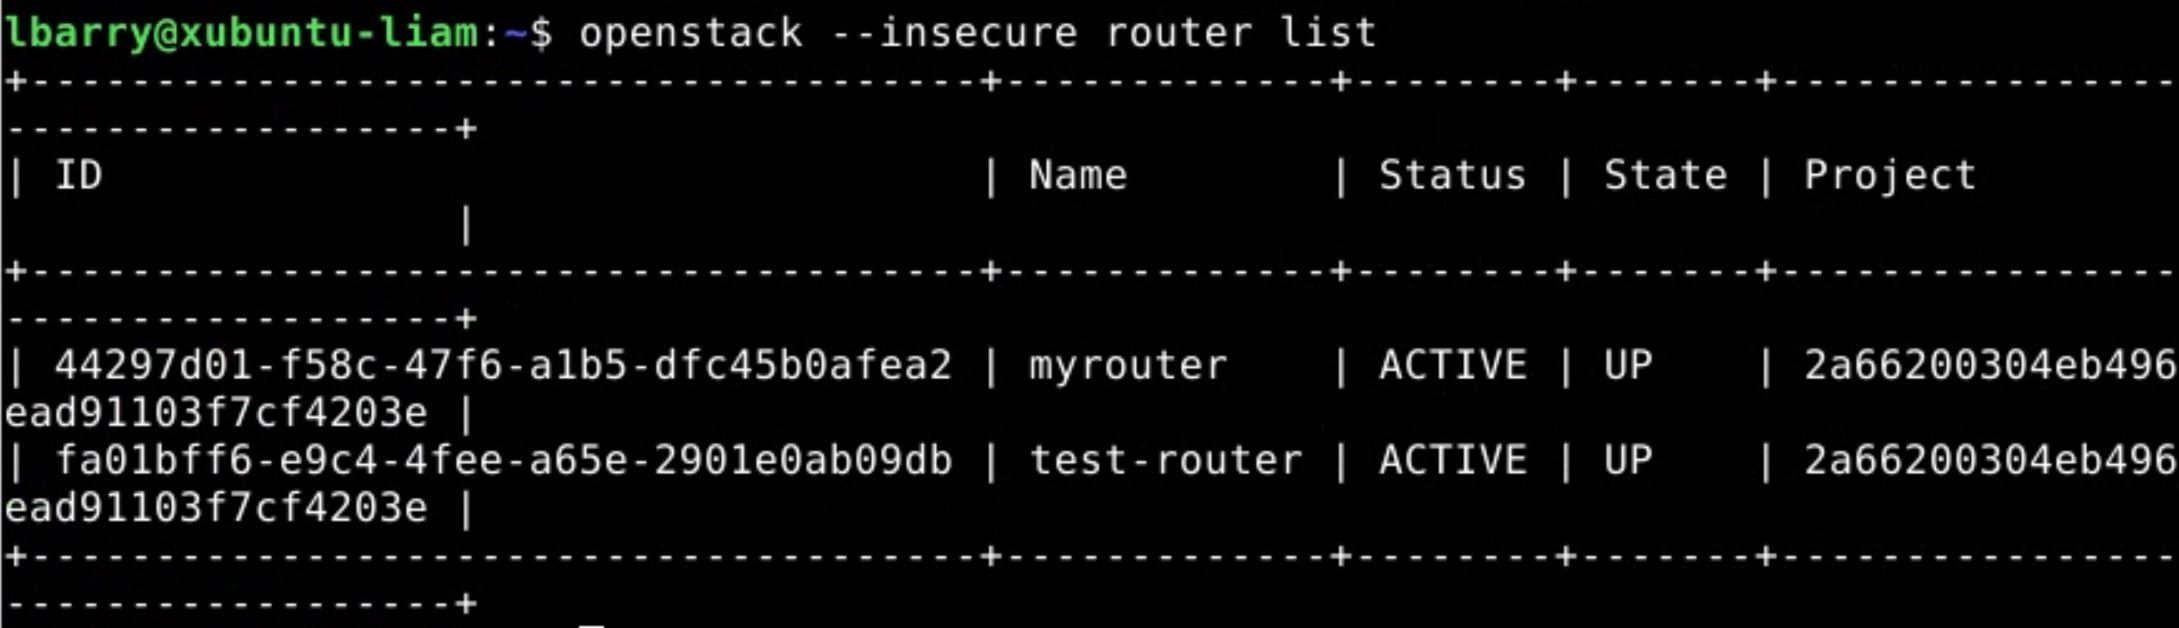 lbarry@xubuntu-liam:~$ openstack --insecure router list
+--------------------------------------+-------------+--------+-------+----------------
------------------+
| ID                                   | Name        | Status | State | Project
                  |
+--------------------------------------+-------------+--------+-------+----------------
------------------+
| 44297d01-f58c-47f6-a1b5-dfc45b0afea2 | myrouter    | ACTIVE | UP    | 2a66200304eb496
ead91103f7cf4203e |
| fa01bff6-e9c4-4fee-a65e-2901e0ab09db | test-router | ACTIVE | UP    | 2a66200304eb496
ead91103f7cf4203e |
+--------------------------------------+-------------+--------+-------+----------------
------------------+